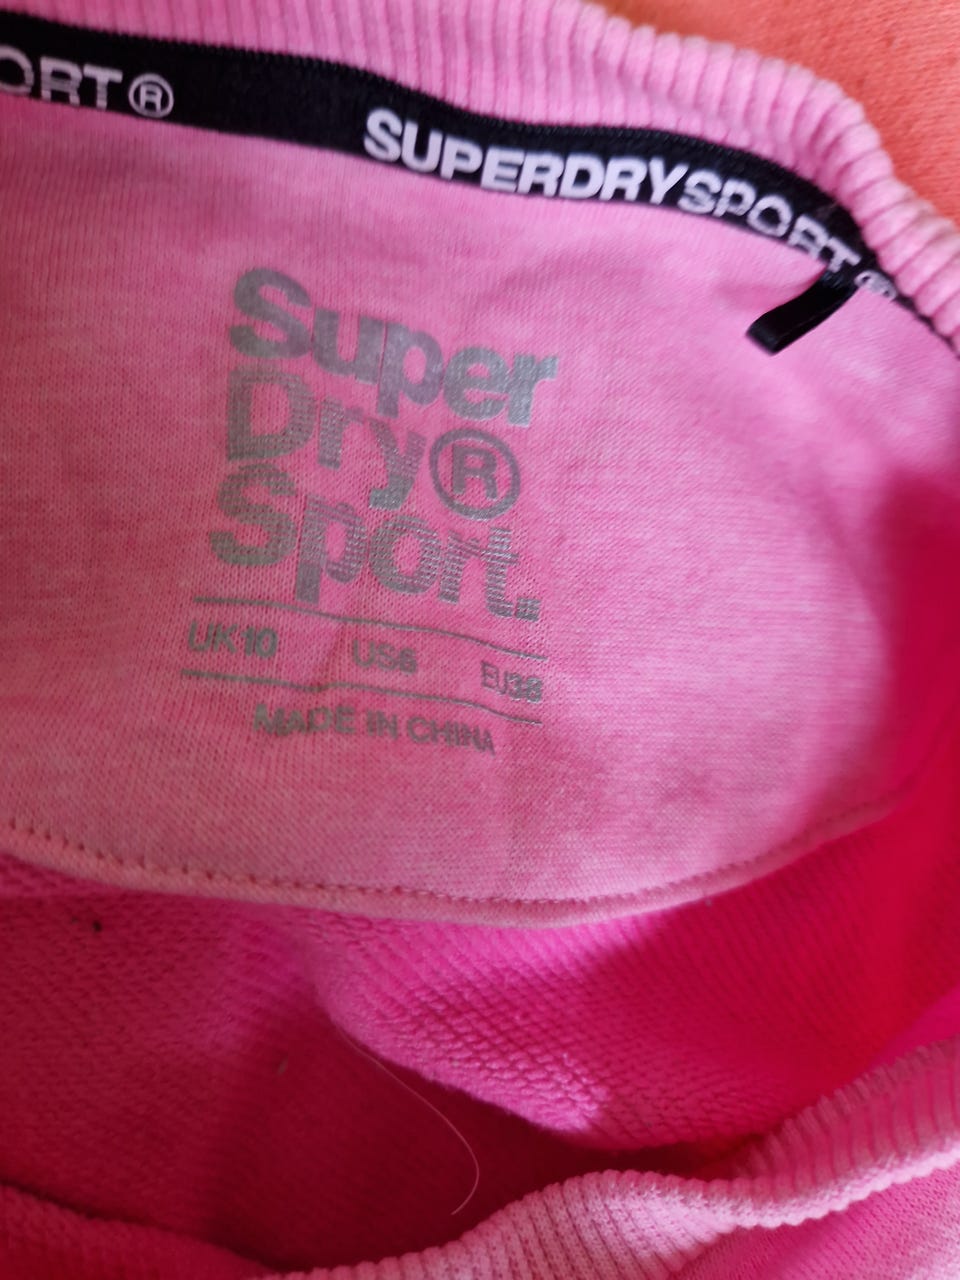 ORT®
SUPERDRYSPORT®
Super
Dry®
Sport.
UK10 US6 EU38
MADE IN CHINA